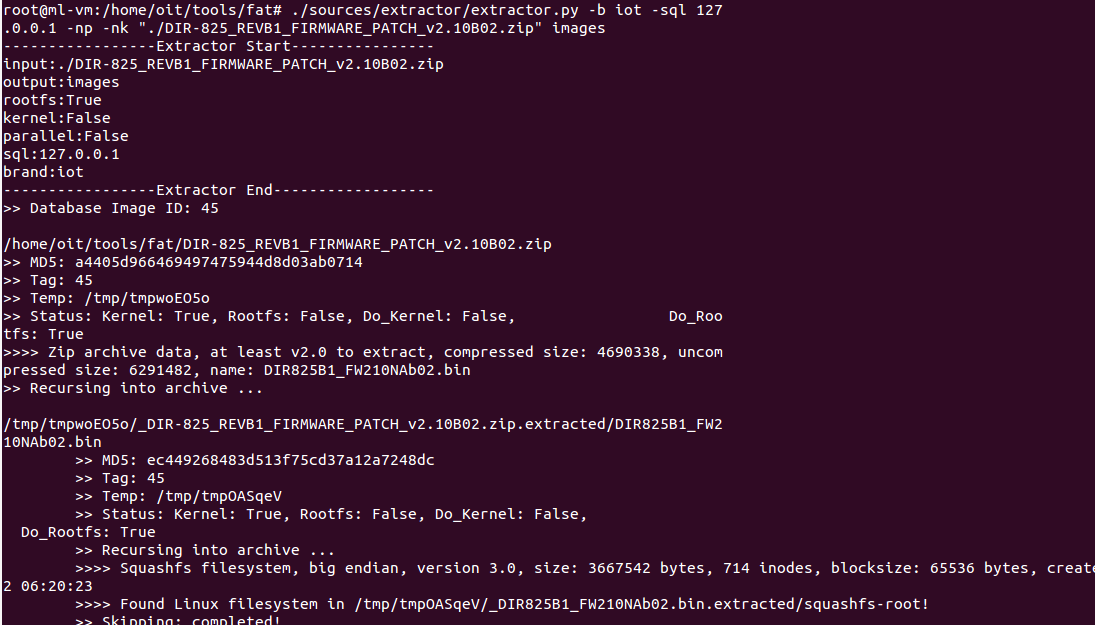 root@ml-vm:/home/oit/tools/fat# ./sources/extractor/extractor.py -b iot -sql 127
.0.0.1 -np -nk "./DIR-825_REVB1_FIRMWARE_PATCH_v2.10B02.zip" images
-----------------Extractor Start----------------
input:./DIR-825_REVB1_FIRMWARE_PATCH_v2.10B02.zip
output:images
rootfs:True
kernel:False
parallel:False
sql:127.0.0.1
brand:iot
-----------------Extractor End------------------
>> Database Image ID: 45
/home/oit/tools/fat/DIR-825_REVB1_FIRMWARE_PATCH_v2.10B02.zip
>> MD5: a4405d966469497475944d8d03ab0714
>> Tag: 45
>> Temp: /tmp/tmpwoEO5o
>> Status: Kernel: True, Rootfs: False, Do_Kernel: False,                 Do_Roo
tfs: True
>>>> Zip archive data, at least v2.0 to extract, compressed size: 4690338, uncom
pressed size: 6291482, name: DIR825B1_FW210NAb02.bin
>> Recursing into archive ...
/tmp/tmpwoEO5o/_DIR-825_REVB1_FIRMWARE_PATCH_v2.10B02.zip.extracted/DIR825B1_FW2
10NAb02.bin
        >> MD5: ec449268483d513f75cd37a12a7248dc
        >> Tag: 45
        >> Temp: /tmp/tmpOASqeV
        >> Status: Kernel: True, Rootfs: False, Do_Kernel: False,
  Do_Rootfs: True
        >> Recursing into archive ...
        >>>> Squashfs filesystem, big endian, version 3.0, size: 3667542 bytes, 714 inodes, blocksize: 65536 bytes, create
2 06:20:23
        >>>> Found Linux filesystem in /tmp/tmpOASqeV/_DIR825B1_FW210NAb02.bin.extracted/squashfs-root!
        >> Skipping: completed!